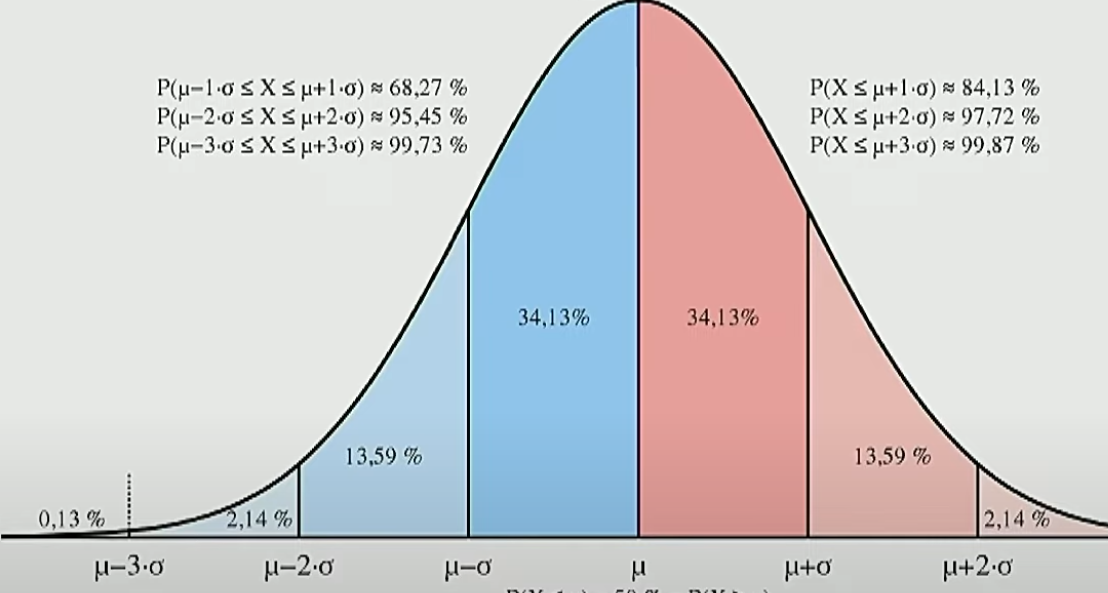 P(μ−1·σ ≤ X ≤ μ+1·σ) ≈ 68,27 %
P(μ−2·σ ≤ X ≤ μ+2·σ) ≈ 95,45 %
P(μ−3·σ ≤ X ≤ μ+3·σ) ≈ 99,73 %
P(X ≤ μ+1·σ) ≈ 84,13 %
P(X ≤ μ+2·σ) ≈ 97,72 %
P(X ≤ μ+3·σ) ≈ 99,87 %
34,13%
34,13%
13,59 %
13,59 %
0,13 %
2,14 %
2,14 %
μ−3·σ
μ−2·σ
μ−σ
μ
μ+σ
μ+2·σ